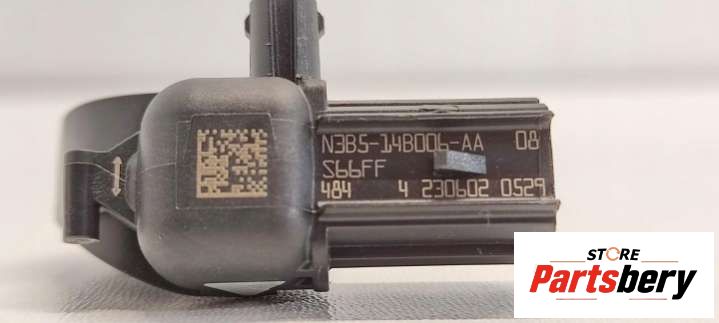 N3B5-14B006-AA 08
S66FF
484 4 230602 0529
STORE
Partsbery